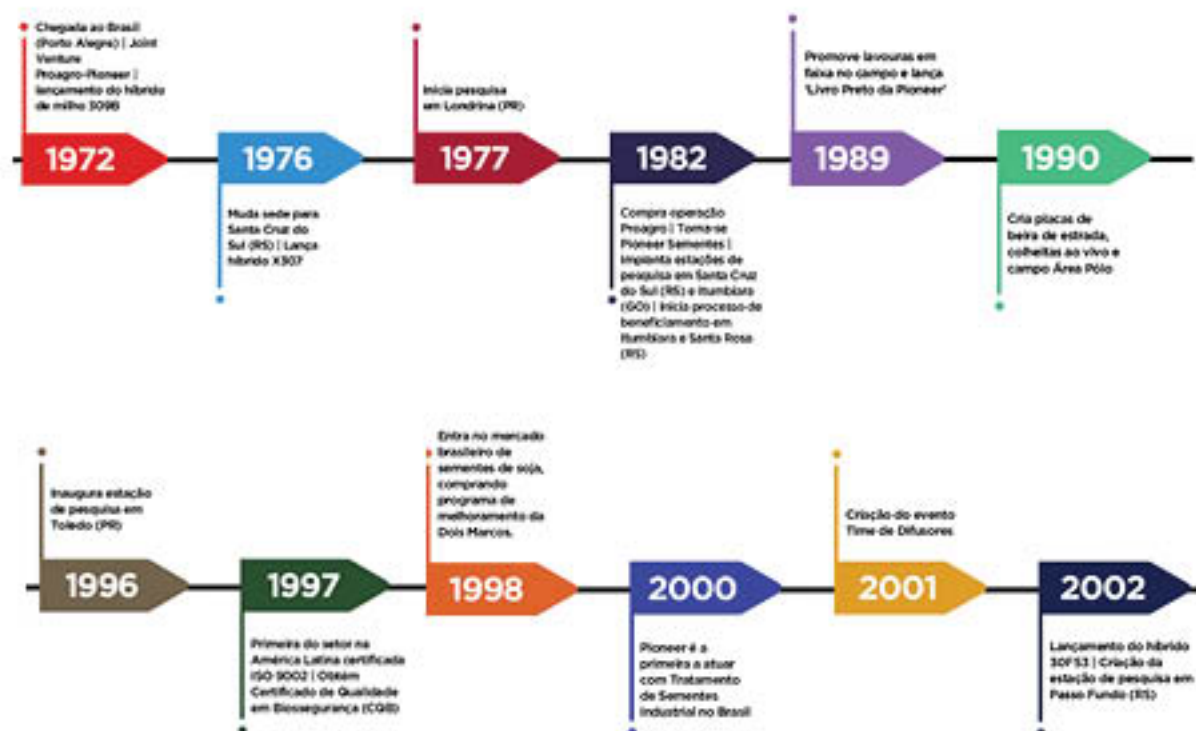 Chegada ao Brasil
(Porto Alegre) | Joint
Venture
Proagro-Pioneer |
lançamento do híbrido
de milho 3098
1972
1976
Muda sede para
Santa Cruz do
Sul (RS) | Lança
híbrido X307
Inicia pesquisa
em Londrina (PR)
1977
1982
Compra operação
Proagro | Torna-se
Pioneer Sementes |
Implanta estações de
pesquisa em Santa Cruz
do Sul (RS) e Itumbiara
(GO) | Inicia processo de
beneficiamento em
Itumbiara e Santa Rosa
(RS)
Promove lavouras em
faixa no campo e lança
'Livro Preto da Pioneer'
1989
1990
Cria placas de
beira de estrada,
colheitas ao vivo e
campo Área Pólo
Inaugura estação
de pesquisa em
Toledo (PR)
1996
1997
Primeira do setor na
América Latina certificada
ISO 9002 | Obtém
Certificado de Qualidade
em Biossegurança (CQB)
Entra no mercado
brasileiro de
sementes de soja,
comprando
programa de
melhoramento da
Dois Marcos.
1998
2000
Pioneer é a
primeira a atuar
com Tratamento
de Sementes
Industrial no Brasil
Criação do evento
Time de Difusores
2001
2002
Lançamento do híbrido
30F53 | Criação da
estação de pesquisa em
Passo Fundo (RS)